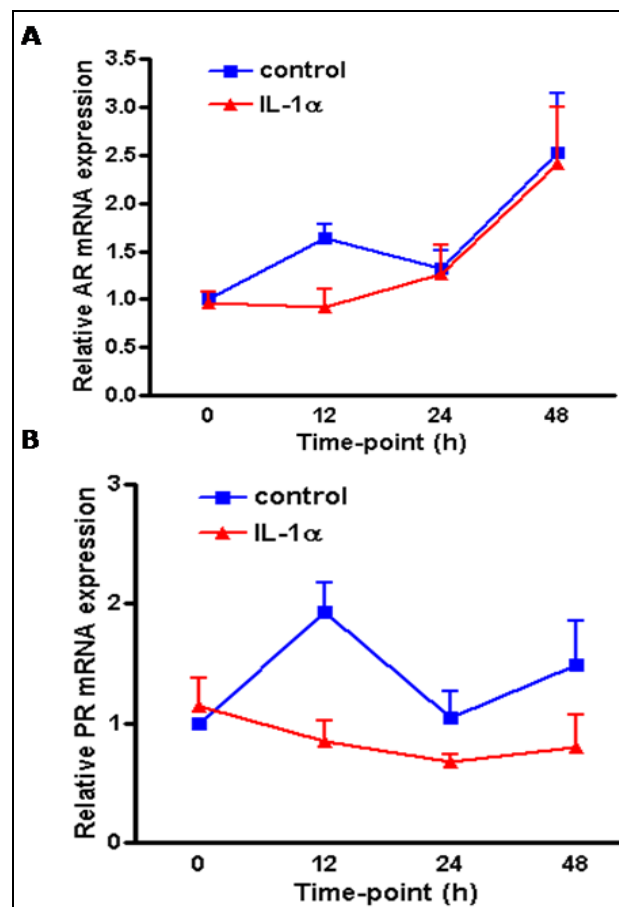 A
control
IL-1α
Relative AR mRNA expression
3.5
3.0
2.5
2.0
1.5
1.0
0.5
0.0
0 12 24 48
Time-point (h)
B
control
IL-1α
Relative PR mRNA expression
3
2
1
0
0 12 24 48
Time-point (h)